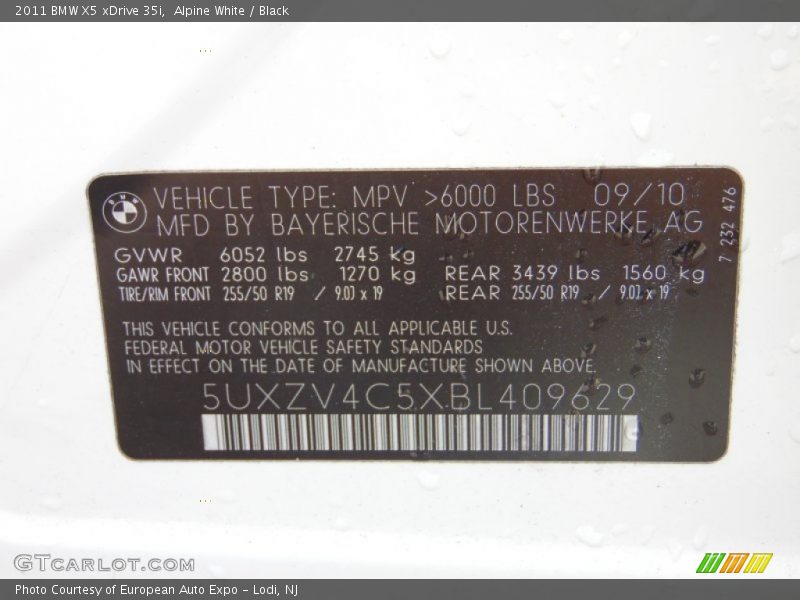 2011 BMW X5 xDrive 35i, Alpine White / Black
BMW VEHICLE TYPE: MPV >6000 LBS 09/10
MFD BY BAYERISCHE MOTORENWERKE AG
7 232 476
GVWR 6052 lbs 2745 kg
GAWR FRONT 2800 lbs 1270 kg REAR 3439 lbs 1560 kg
TIRE/RIM FRONT 255/50 R19 / 9.0J x 19 REAR 255/50 R19 / 9.0J x 19
THIS VEHICLE CONFORMS TO ALL APPLICABLE U.S.
FEDERAL MOTOR VEHICLE SAFETY STANDARDS
IN EFFECT ON THE DATE OF MANUFACTURE SHOWN ABOVE.
5UXZV4C5XBL409629
GTCARLOT.COM
Photo Courtesy of European Auto Expo - Lodi, NJ